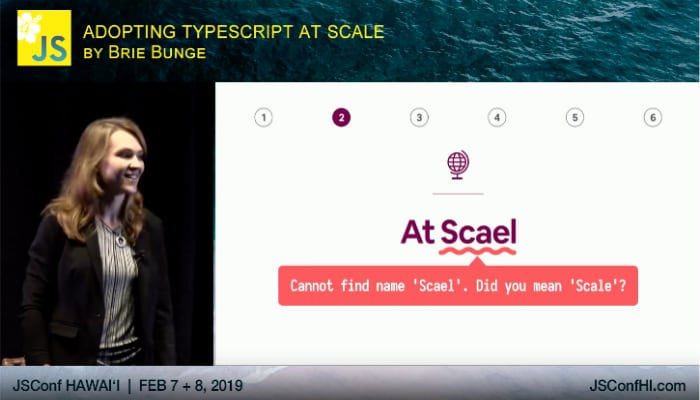 JS
ADOPTING TYPESCRIPT AT SCALE
BY BRIE BUNGE
1 2 3 4 5 6
At Scael
Cannot find name 'Scael'. Did you mean 'Scale'?
JSConf HAWAIʻI | FEB 7 + 8, 2019
JSConfHI.com